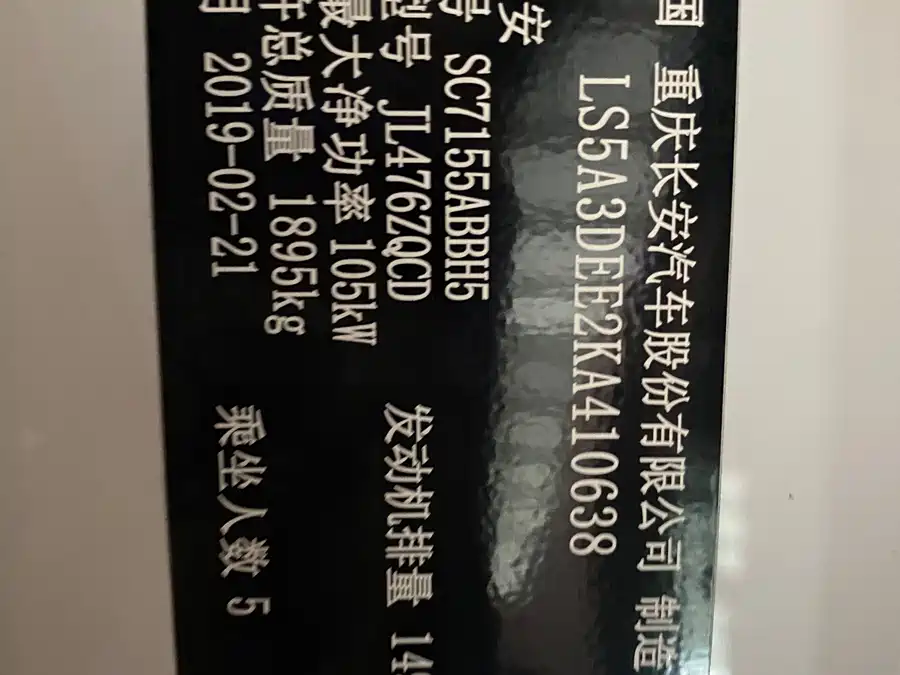 国 重庆长安汽车股份有限公司 制造
LS5A3DEE2KA410638
安
号 SC7155ABBH5
型号 JL476ZQCD 发动机排量 149
最大净功率 105kW
车总质量 1895kg
月 2019-02-21 乘坐人数 5